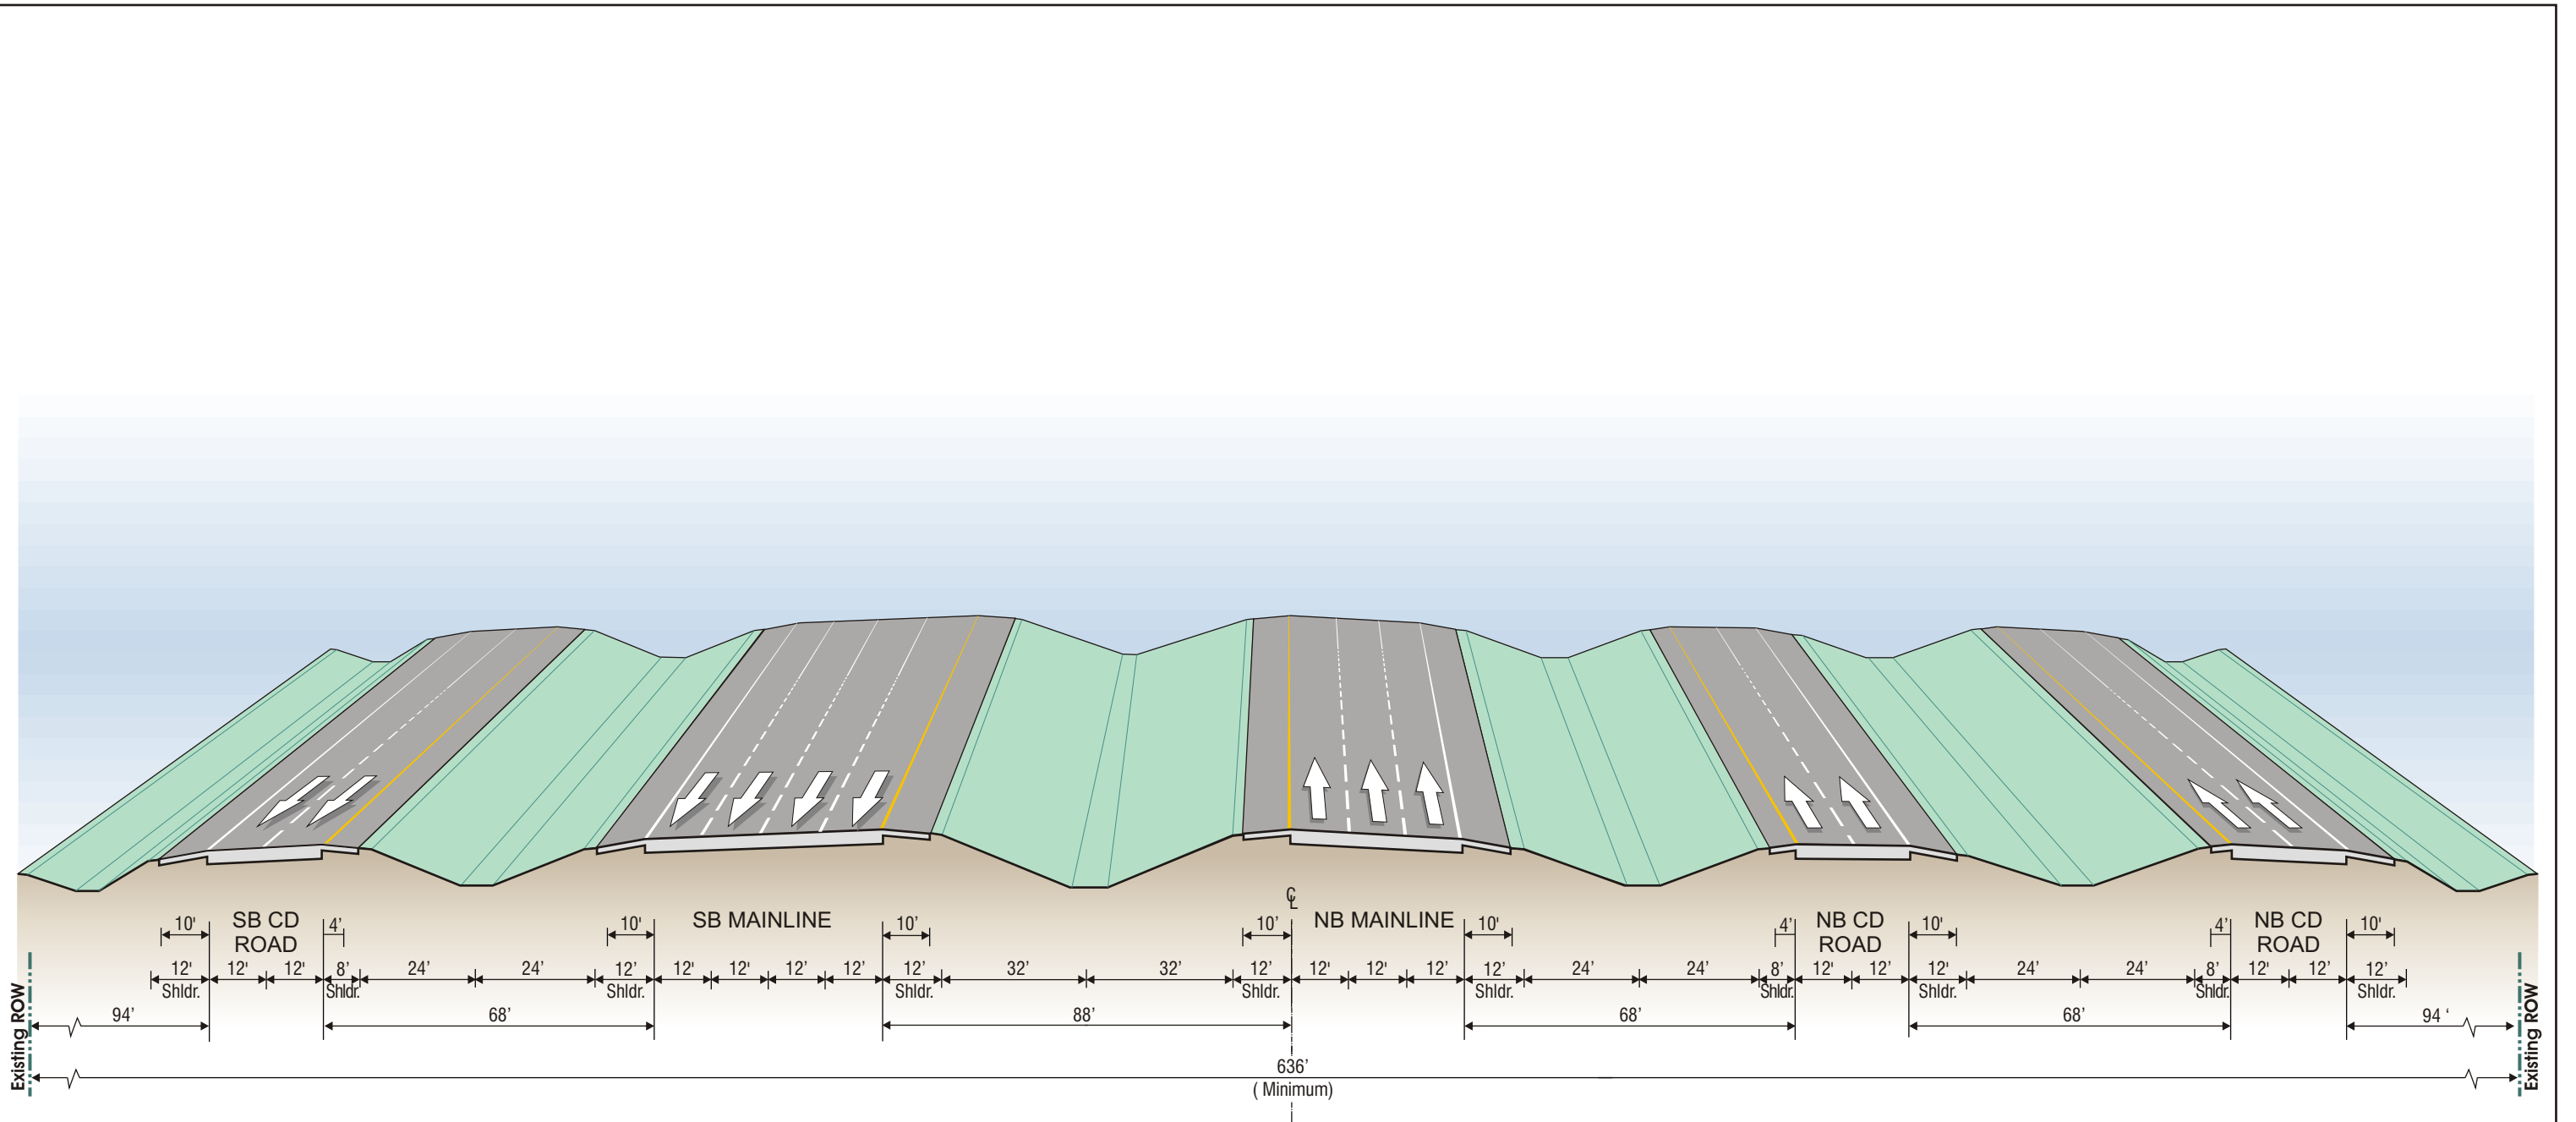 ℄
SB CD
ROAD
SB MAINLINE
NB MAINLINE
NB CD
ROAD
NB CD
ROAD
10' 4' 10' 10' 10' 10' 4' 10' 4' 10'
12' 12' 12' 8' 24' 24' 12' 12' 12' 12' 12' 12' 32' 32' 12' 12' 12' 12' 12' 24' 24' 8' 12' 12' 12' 24' 24' 8' 12' 12' 12'
Shldr. Shldr. Shldr. Shldr. Shldr. Shldr. Shldr. Shldr. Shldr. Shldr.
94' 68' 88' 68' 68' 94 '
636'
( Minimum)
Existing ROW
Existing ROW